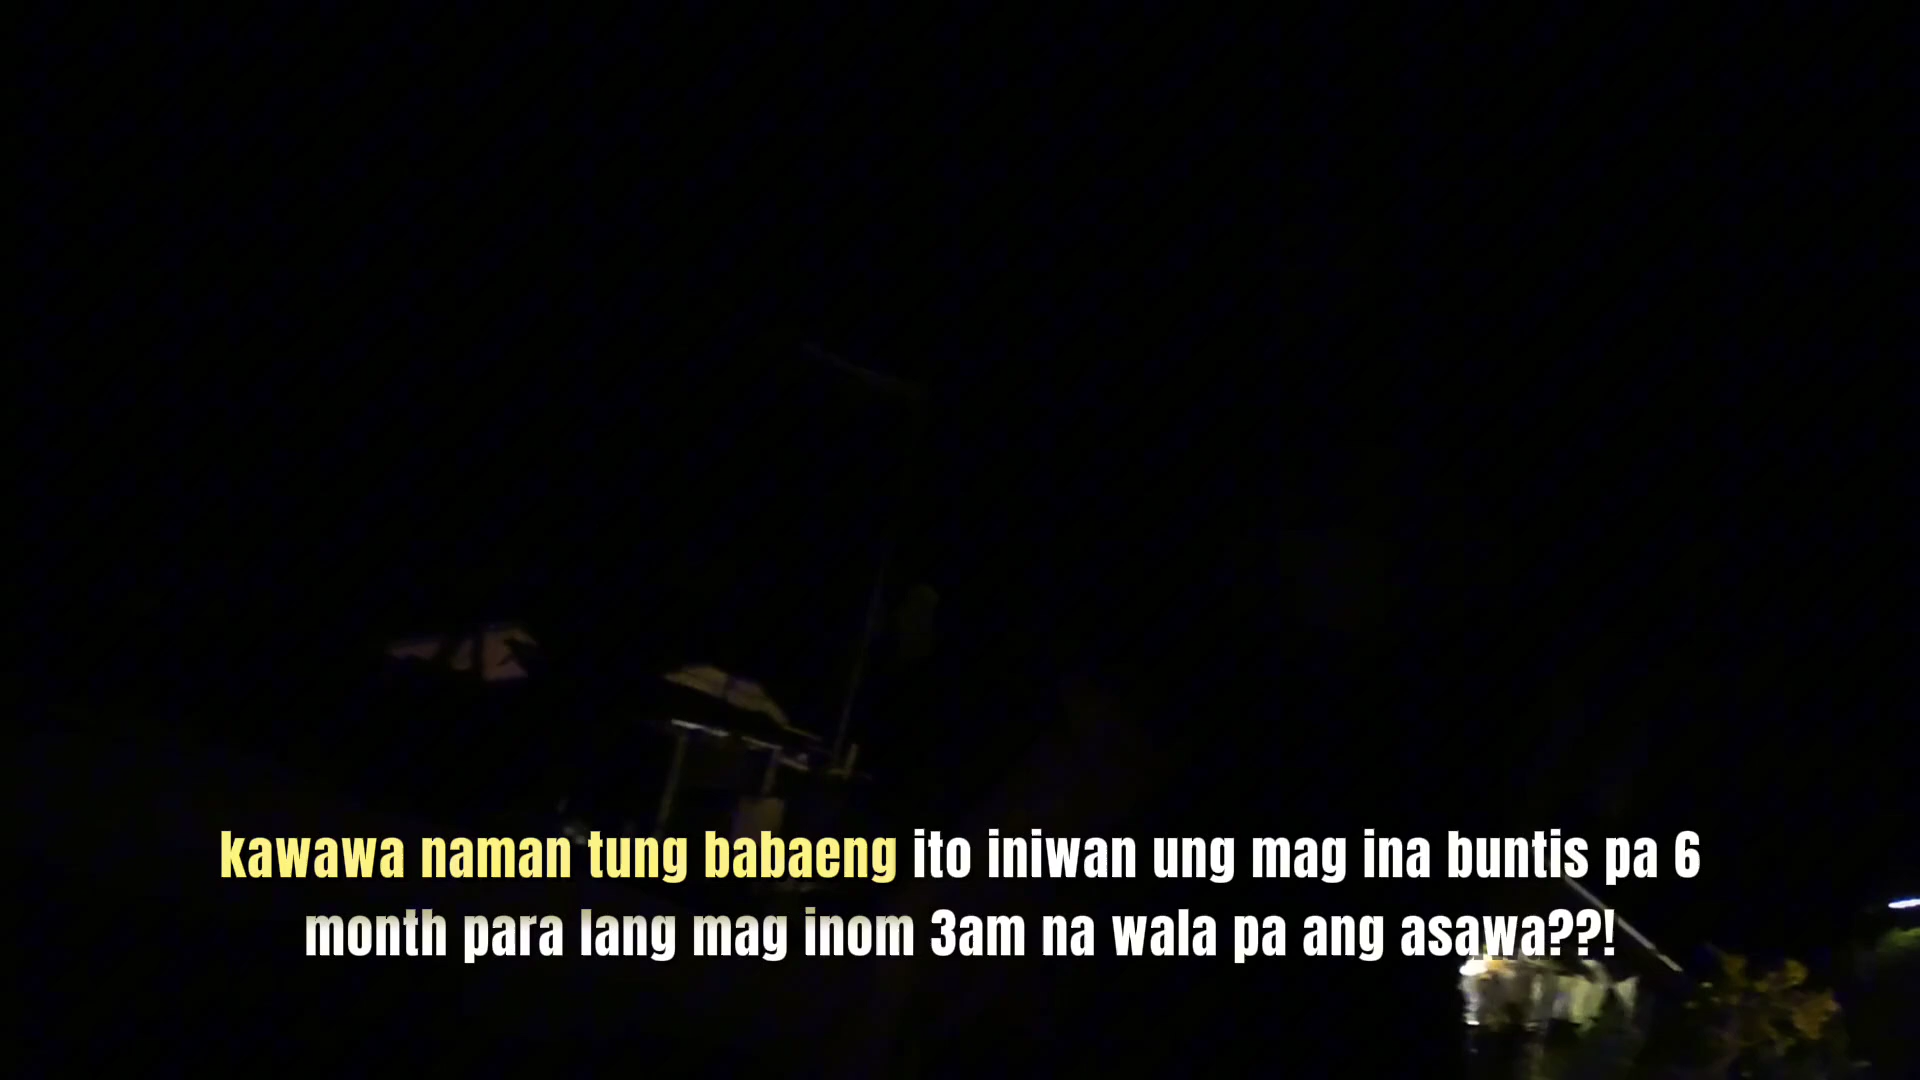 kawawa naman tung babaeng ito iniwan ung mag ina buntis pa 6
month para lang mag inom 3am na wala pa ang asawa??!